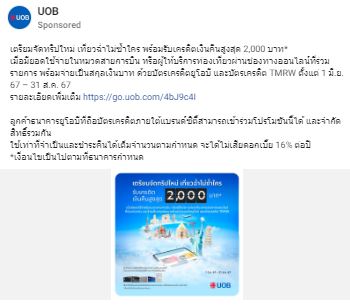 UOB
Sponsored
เตรียมจัดทริปใหม่ เที่ยวฉ่ำไม่ซ้ำใคร พร้อมรับเครดิตเงินคืนสูงสุด 2,000 บาท*
เมื่อมียอดใช้จ่ายในหมวดสายการบิน หรือผู้ให้บริการท่องเที่ยวผ่านช่องทางออนไลน์ที่ร่วม
รายการ พร้อมจ่ายเป็นสกุลเงินบาท ด้วยบัตรเครดิตยูโอบี และบัตรเครดิต TMRW ตั้งแต่ 1 มิ.ย.
67 – 31 ส.ค. 67
รายละเอียดเพิ่มเติม https://go.uob.com/4bJ9c4l
ลูกค้าธนาคารยูโอบีที่ถือบัตรเครดิตภายใต้แบรนด์ซิตี้สามารถเข้าร่วมโปรโมชันนี้ได้ และจำกัด
สิทธิ์รวมกัน
ใช้เท่าที่จำเป็นและชำระคืนได้เต็มจำนวนตามกำหนด จะได้ไม่เสียดอกเบี้ย 16% ต่อปี
*เงื่อนไขเป็นไปตามที่ธนาคารกำหนด
เตรียมจัดทริปใหม่ เที่ยวฉ่ำไม่ซ้ำใคร
รับเครดิต
เงินคืนสูงสุด 2,000 บาท*
UOB